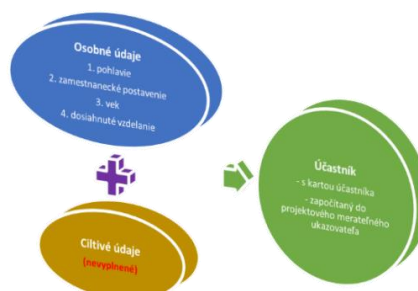 Osobné údaje
1. pohlavie
2. zamestnanecké postavenie
3. vek
4. dosiahnuté vzdelanie
Účastník
- s kartou účastníka
- započítaný do
projektového merateľného
ukazovateľa
Citlivé údaje
(nevyplnené)